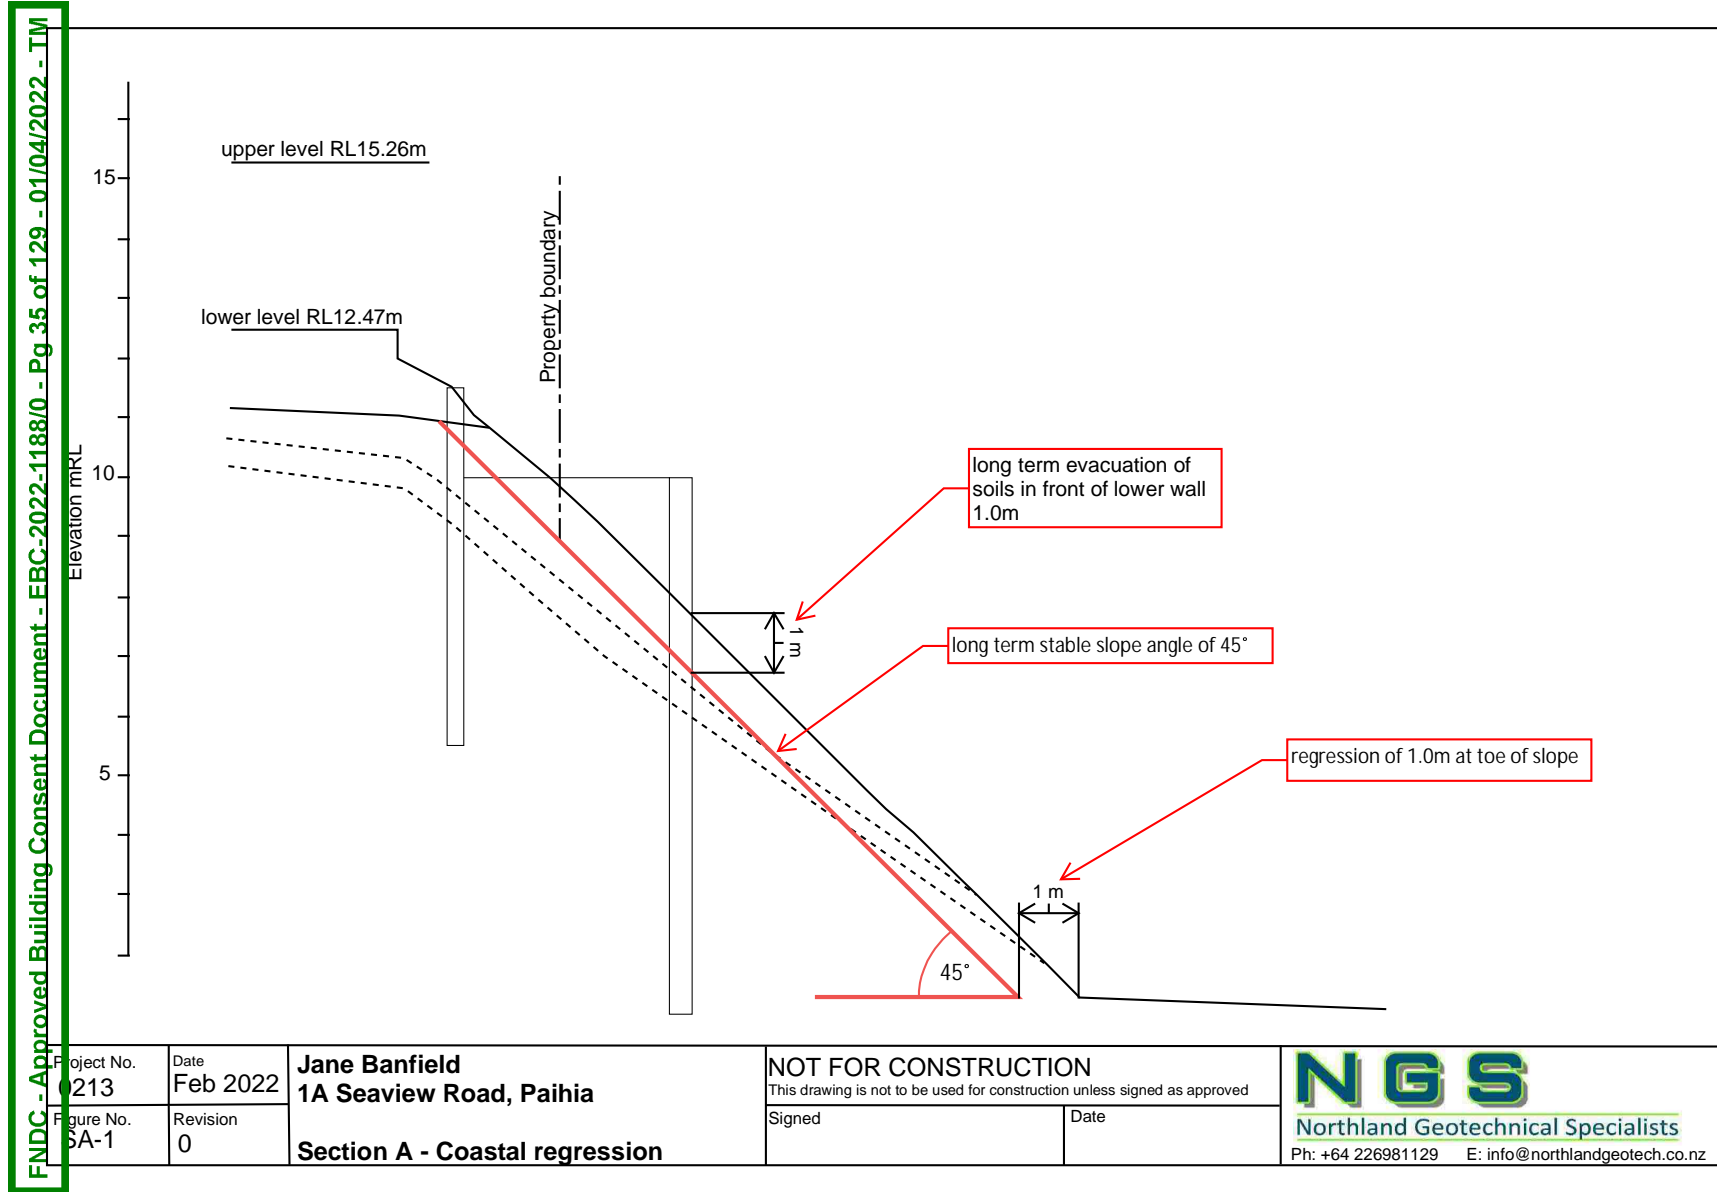 FNDC - Approved Building Consent Document - EBC-2022-1188/0 - Pg 35 of 129 - 01/04/2022 - TM
upper level RL15.26m
15
Property boundary
lower level RL12.47m
Elevation mRL
10
long term evacuation of
soils in front of lower wall
1.0m
1 m
long term stable slope angle of 45°
5
regression of 1.0m at toe of slope
1 m
45°
Project No.
0213
Date
Feb 2022
Figure No.
SA-1
Revision
0
Jane Banfield
1A Seaview Road, Paihia
Section A - Coastal regression
NOT FOR CONSTRUCTION
This drawing is not to be used for construction unless signed as approved
Signed
Date
NGS
Northland Geotechnical Specialists
Ph: +64 226981129 E: info@northlandgeotech.co.nz